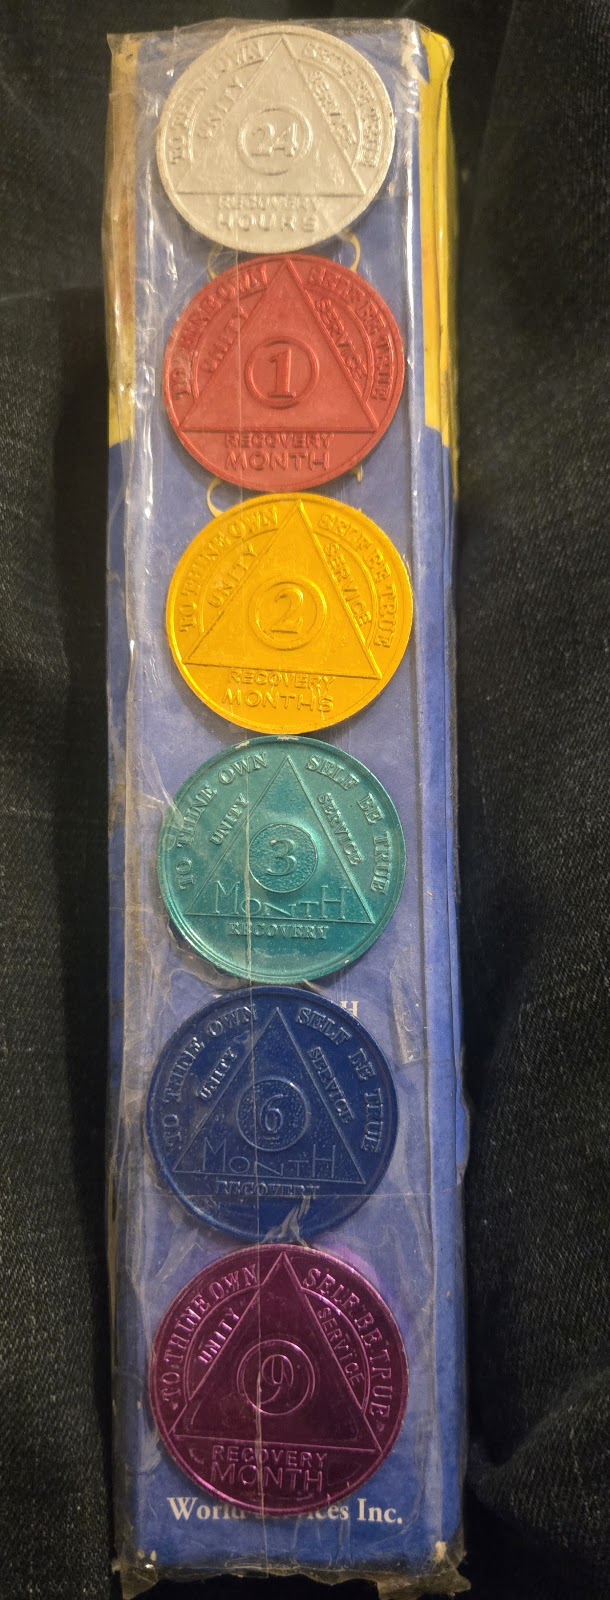 TO THINE OWN SELF BE TRUE
UNITY SERVICE
24
RECOVERY
HOURS
TO THINE OWN SELF BE TRUE
UNITY SERVICE
1
RECOVERY
MONTH
TO THINE OWN SELF BE TRUE
UNITY SERVICE
2
RECOVERY
MONTHS
TO THINE OWN SELF BE TRUE
UNITY SERVICE
3
MONTH
RECOVERY
TO THINE OWN SELF BE TRUE
UNITY SERVICE
6
MONTH
RECOVERY
TO THINE OWN SELF BE TRUE
UNITY SERVICE
9
RECOVERY
MONTH
World Inc.